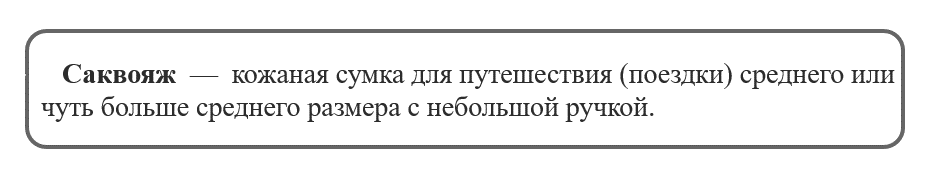 Саквояж — кожаная сумка для путешествия (поездки) среднего или
чуть больше среднего размера с небольшой ручкой.